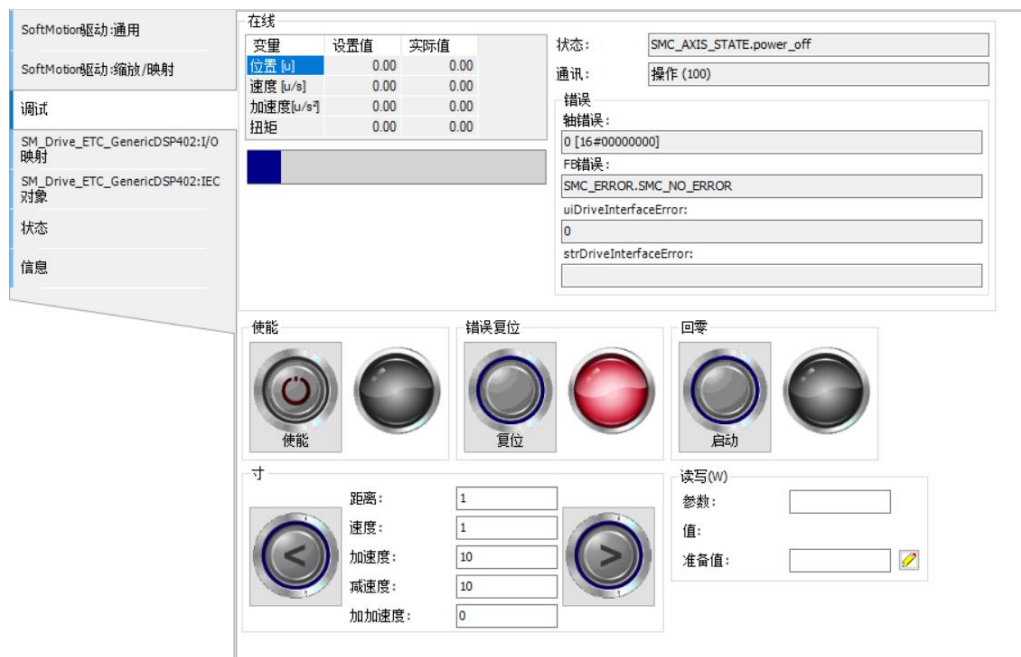 SoftMotion驱动:通用
SoftMotion驱动:缩放/映射
调试
SM_Drive_ETC_GenericDSP402:I/O
映射
SM_Drive_ETC_GenericDSP402:IEC
对象
状态
信息
在线
变量 设置值 实际值
位置 [u] 0.00 0.00
速度 [u/s] 0.00 0.00
加速度[u/s²] 0.00 0.00
扭矩 0.00 0.00
状态: SMC_AXIS_STATE.power_off
通讯: 操作 (100)
错误
轴错误:
0 [16#00000000]
FB错误:
SMC_ERROR.SMC_NO_ERROR
uiDriveInterfaceError:
0
strDriveInterfaceError:
使能
使能
错误复位
复位
回零
启动
寸
<
距离: 1
速度: 1
加速度: 10
减速度: 10
加加速度: 0
>
读写(W)
参数:
值:
准备值: